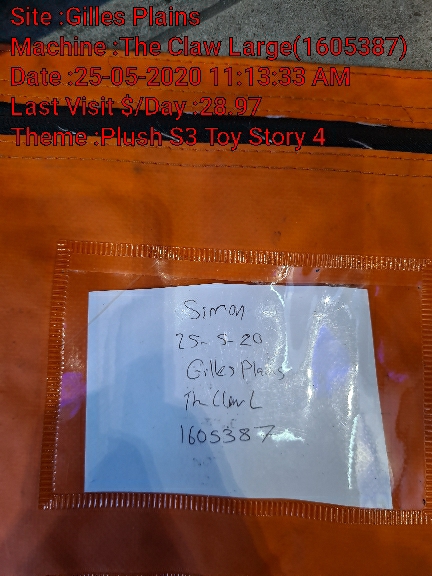 Site :Gilles Plains
Machine :The Claw Large(1605387)
Date :25-05-2020 11:13:33 AM
Last Visit $/Day :28.97
Theme :Plush S3 Toy Story 4
Simon
25-5-20
Gilles Plains
The Claw L
1605387